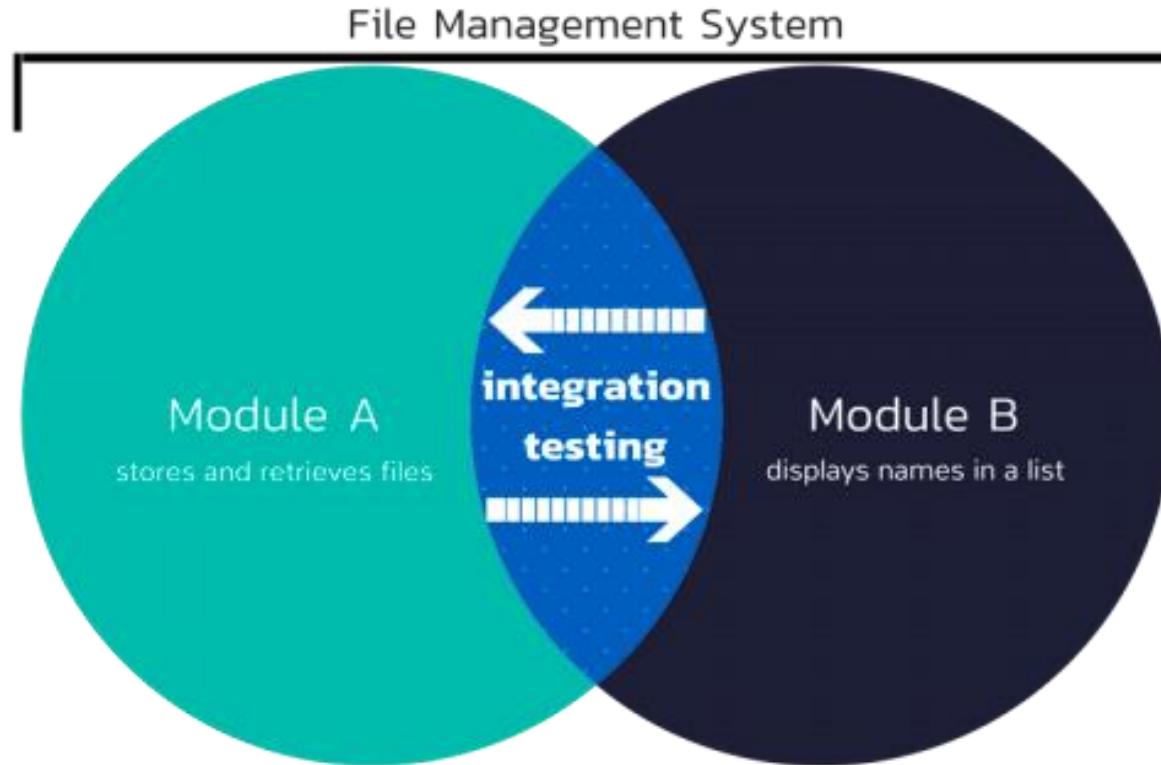 File Management System
Module A
stores and retrieves files
integration
testing
Module B
displays names in a list